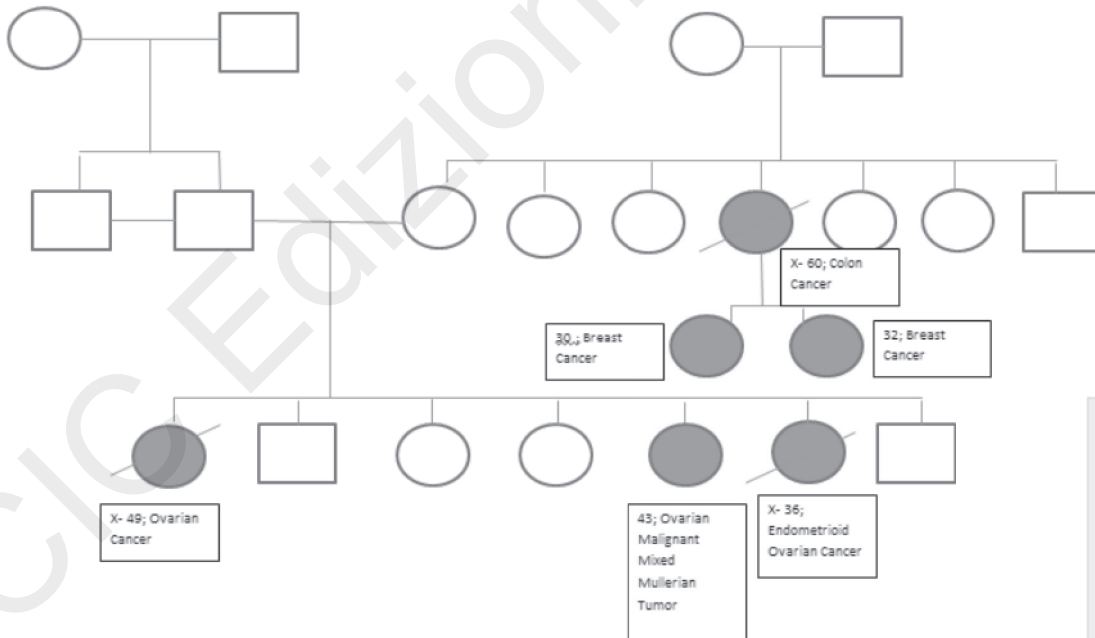 CIC Edizioni
X- 60; Colon
Cancer
30,; Breast
Cancer
32; Breast
Cancer
X- 49; Ovarian
Cancer
43; Ovarian
Malignant
Mixed
Mullerian
Tumor
X- 36;
Endometrioid
Ovarian Cancer